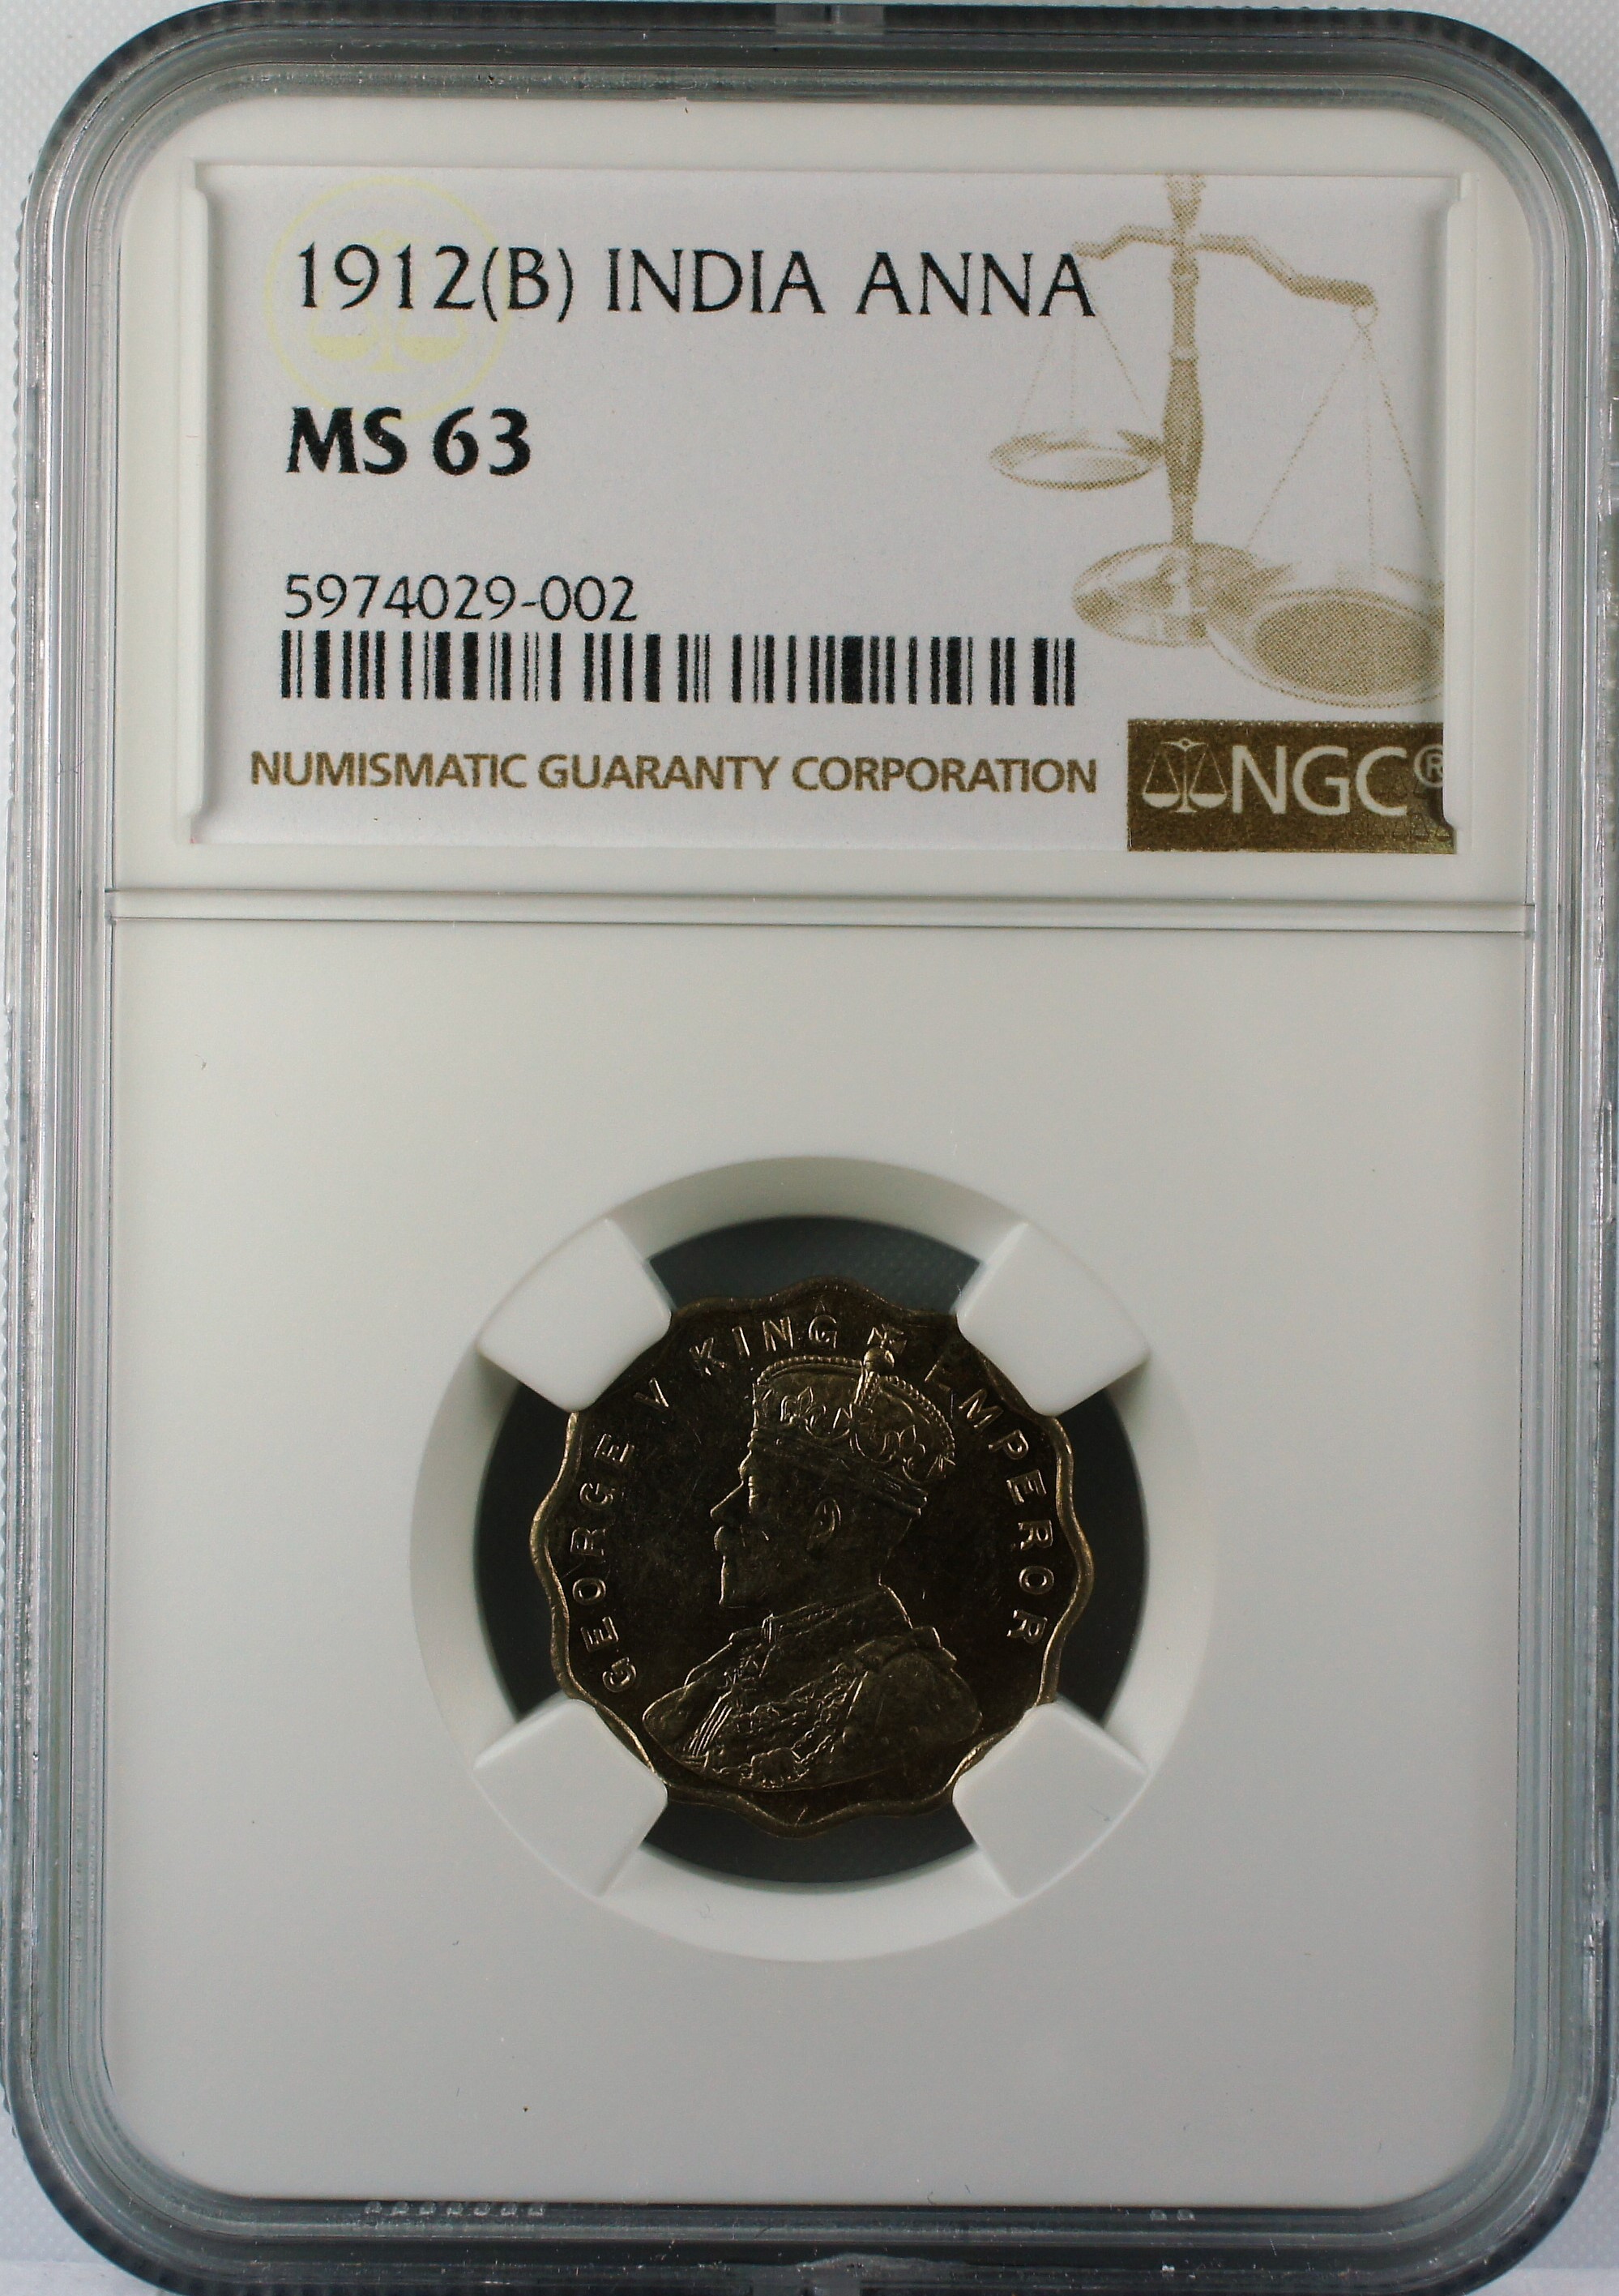 1912(B) INDIA ANNA
MS 63
5974029-002
NUMISMATIC GUARANTY CORPORATION
NGC®
GEORGE V KING EMPEROR